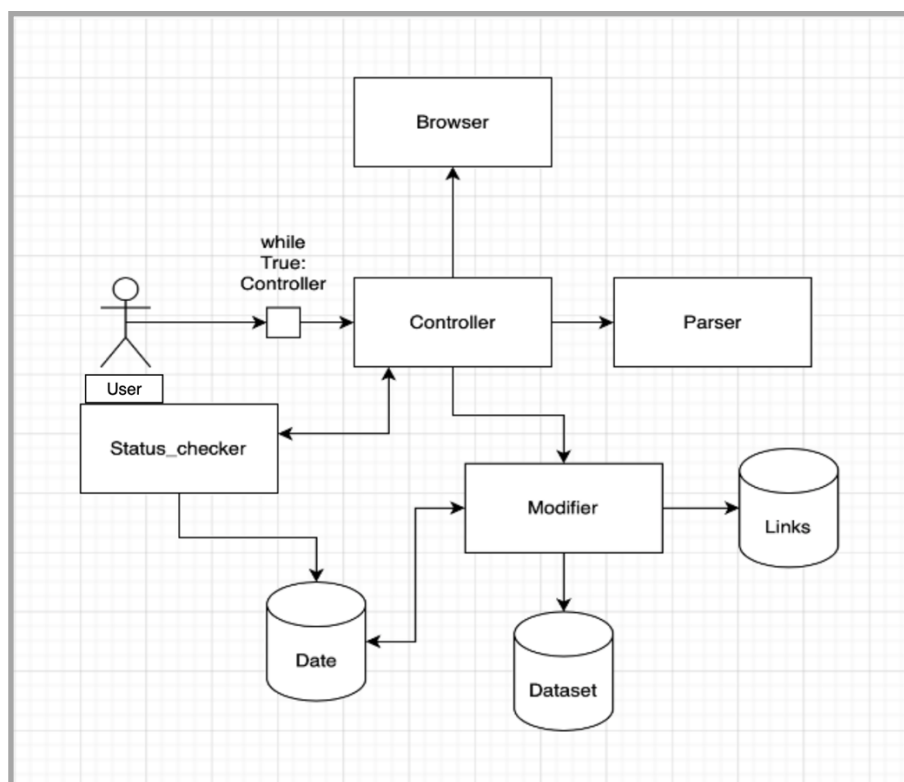 Browser
while
True:
Controller
Controller
Parser
User
Status_checker
Modifier
Links
Date
Dataset